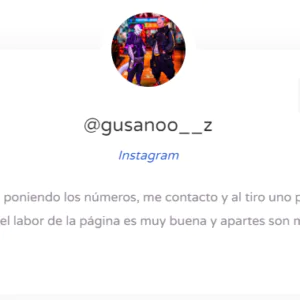 @gusanoo__z
Instagram
poniendo los números, me contacto y al tiro uno
el labor de la página es muy buena y apartes son